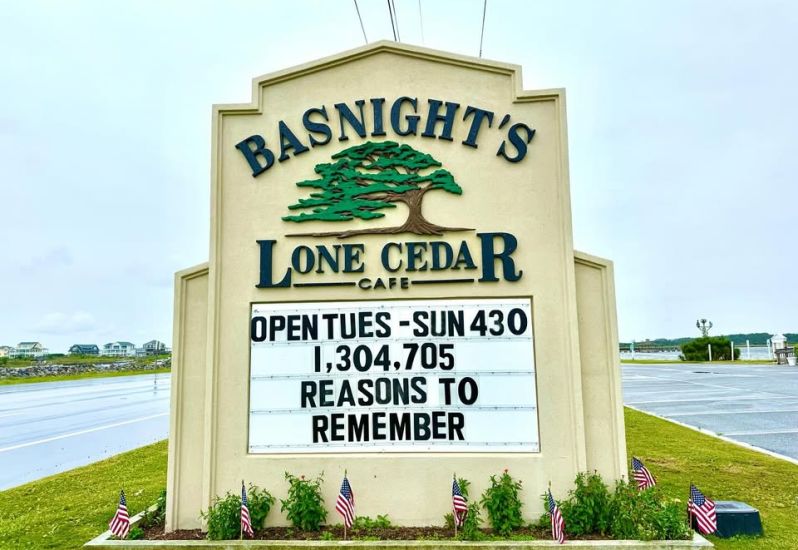 BASNIGHT'S
LONE CEDAR
CAFE
OPEN TUES - SUN 430
1,304,705
REASONS TO
REMEMBER